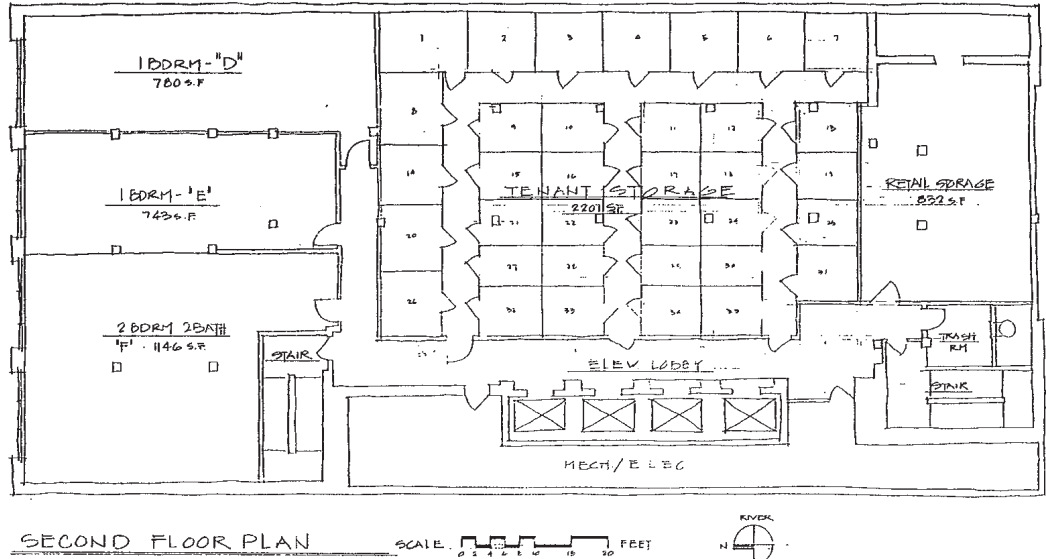 1 BDRM-"D"
780 S.F.
1 2 3 4 5 6 7
8
9 10 11 12 13
1 BDRM-'E'
743 S.F.
14 15 16 17 18 19
TENANT STORAGE
2207 S.F.
RETAIL SORAGE
832 S.F.
20 21 22 23 24 25
26 27 28 29 30 31
32 33 34 35
2 BDRM 2 BATH
'F' - 1146 S.F.
STAIR
ELEV LOBBY
TRASH
RM
STAIR
MECH/ELEC
SECOND FLOOR PLAN
SCALE
0 2 4 6 8 10 15 20
FEET
RIVER
N